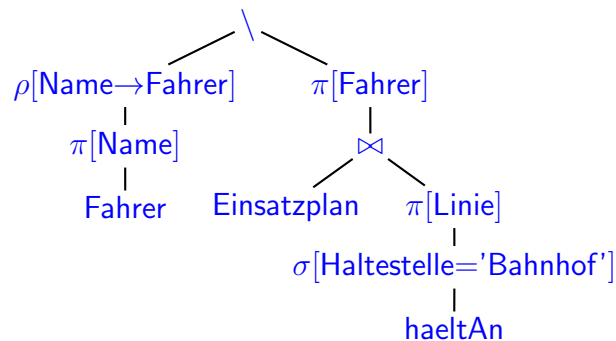 \
ρ[Name→Fahrer] π[Fahrer]
π[Name] ⋈
Fahrer Einsatzplan π[Linie]
σ[Haltestelle='Bahnhof']
haeltAn